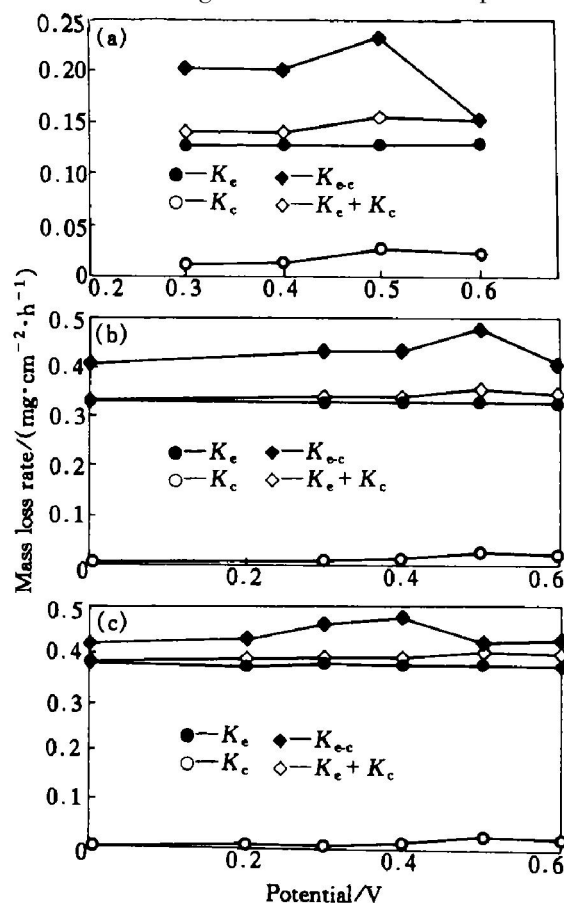 0.25
(a)
0.20
0.15
0.10
0.05
0
K_e K_e-c
K_c K_e + K_c
0.2 0.3 0.4 0.5 0.6
Mass loss rate/(mg·cm⁻²·h⁻¹)
0.5
(b)
0.4
0.3
0.2
0.1
0
K_e K_e-c
K_c K_e + K_c
0.2 0.4 0.6
0.5
(c)
0.4
0.3
0.2
0.1
0
K_e K_e-c
K_c K_e + K_c
0.2 0.4 0.6
Potential/V